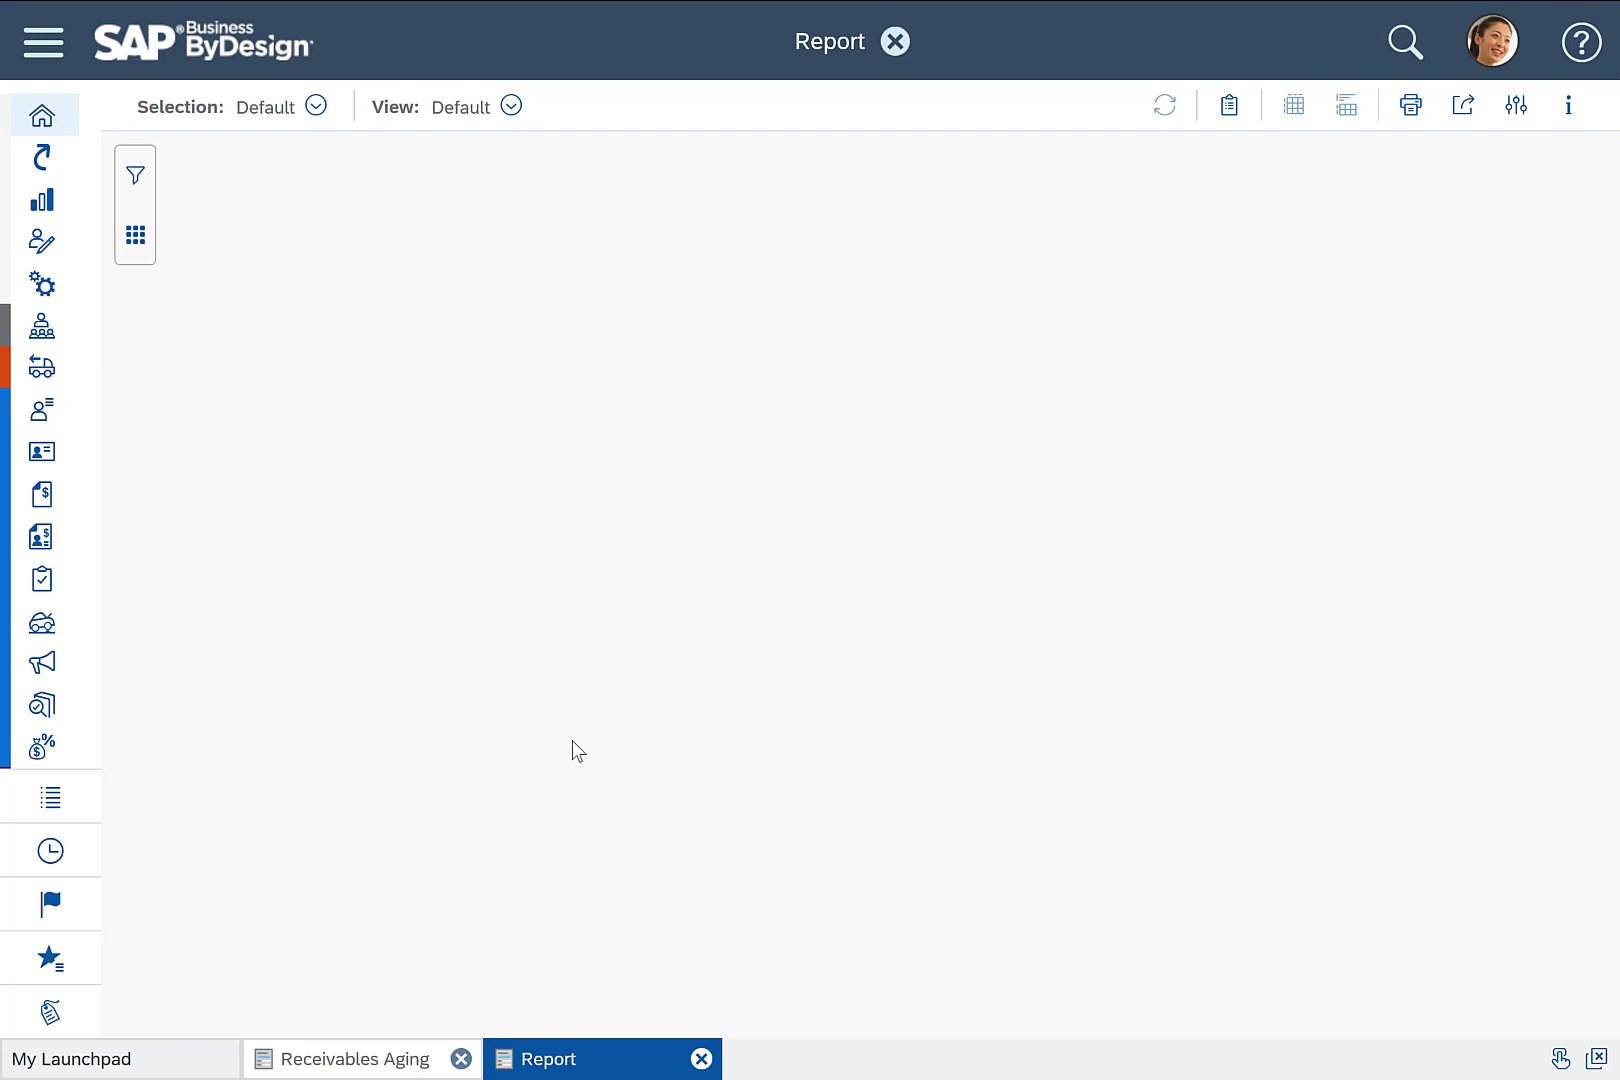 SAP® Business ByDesign
Report
Selection: Default
View: Default
My Launchpad
Receivables Aging
Report